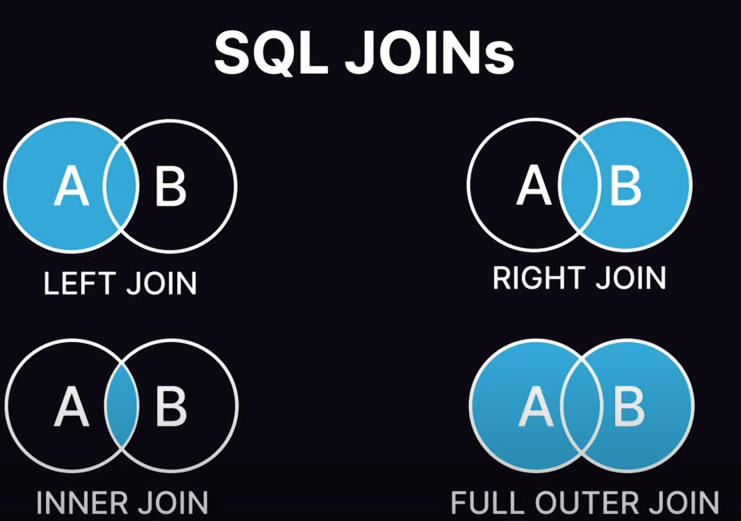 SQL JOINs
A B
A B
LEFT JOIN
RIGHT JOIN
A B
A B
INNER JOIN
FULL OUTER JOIN